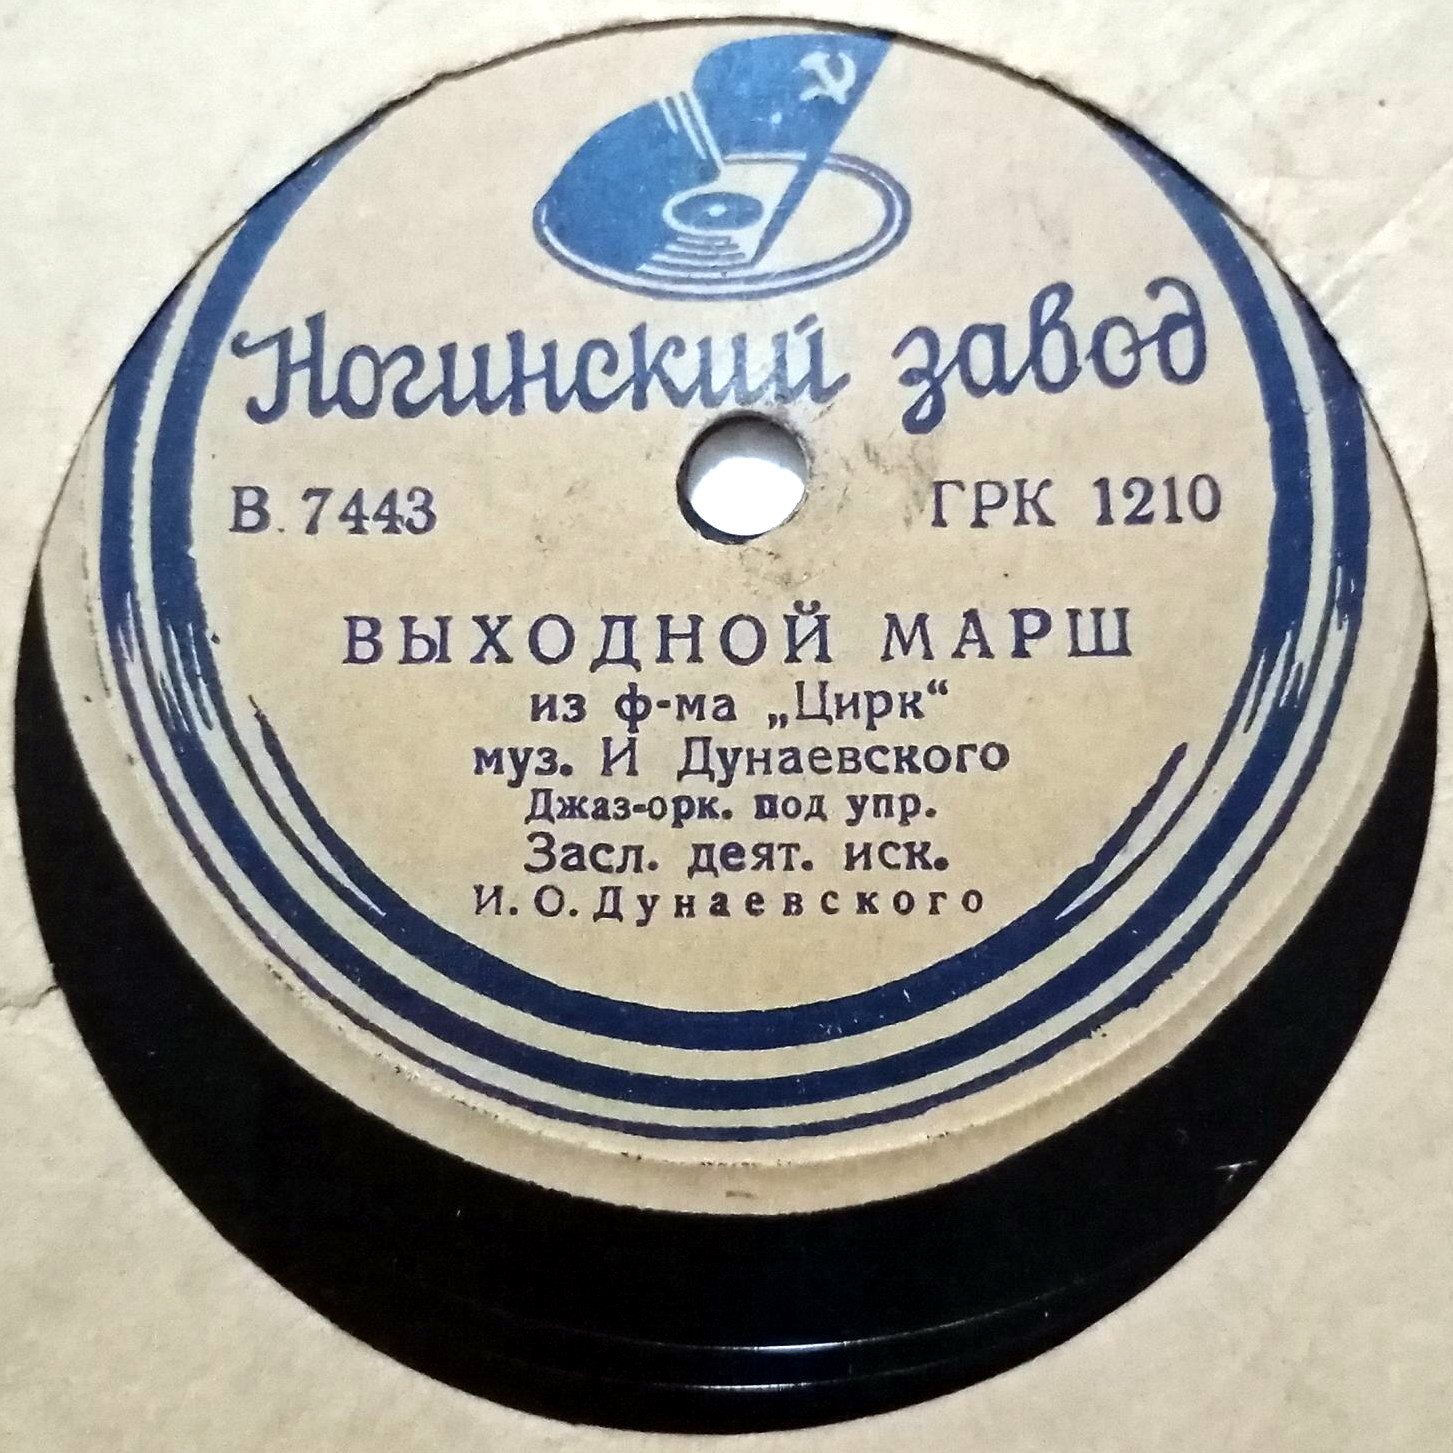 Ногинский завод
В. 7443 ГРК 1210
ВЫХОДНОЙ МАРШ
из ф-ма „Цирк“
муз. И Дунаевского
Джаз-орк. под упр.
Засл. деят. иск.
И. О. Дунаевского